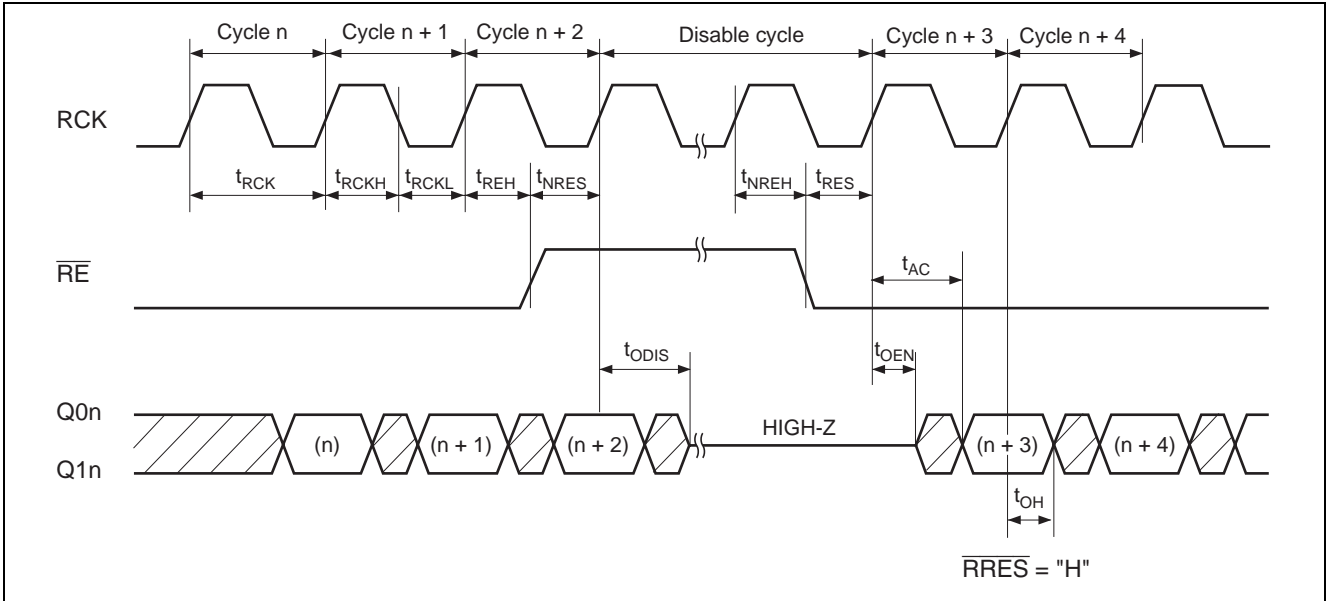 Cycle n Cycle n + 1 Cycle n + 2 Disable cycle Cycle n + 3 Cycle n + 4
RCK
tRCK tRCKH tRCKL tREH tNRES tNREH tRES
RE
tAC
tODIS tOEN
Q0n
(n) (n + 1) (n + 2) HIGH-Z (n + 3) (n + 4)
Q1n
tOH
RRES = "H"